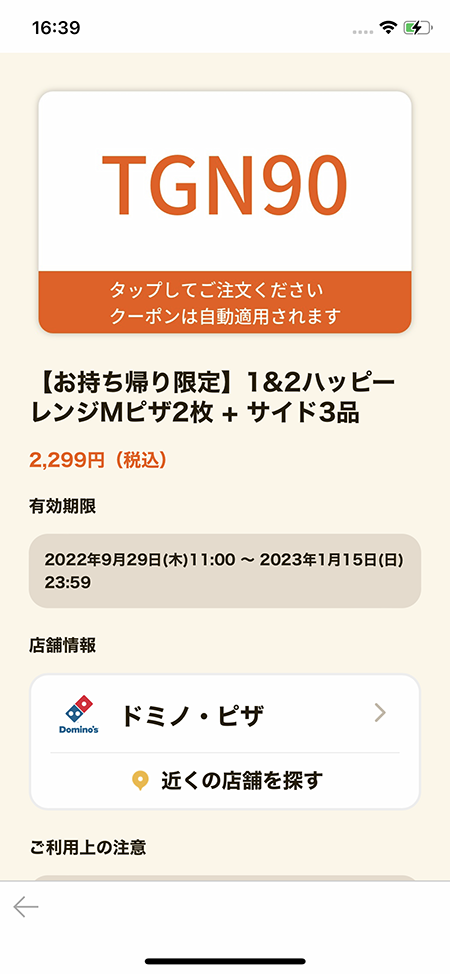 16:39
TGN90
タップしてご注文ください
クーポンは自動適用されます
【お持ち帰り限定】1&2ハッピー
レンジMピザ2枚 + サイド3品
2,299円（税込）
有効期限
2022年9月29日(木)11:00 〜 2023年1月15日(日)
23:59
店舗情報
Domino's
ドミノ・ピザ
近くの店舗を探す
ご利用上の注意